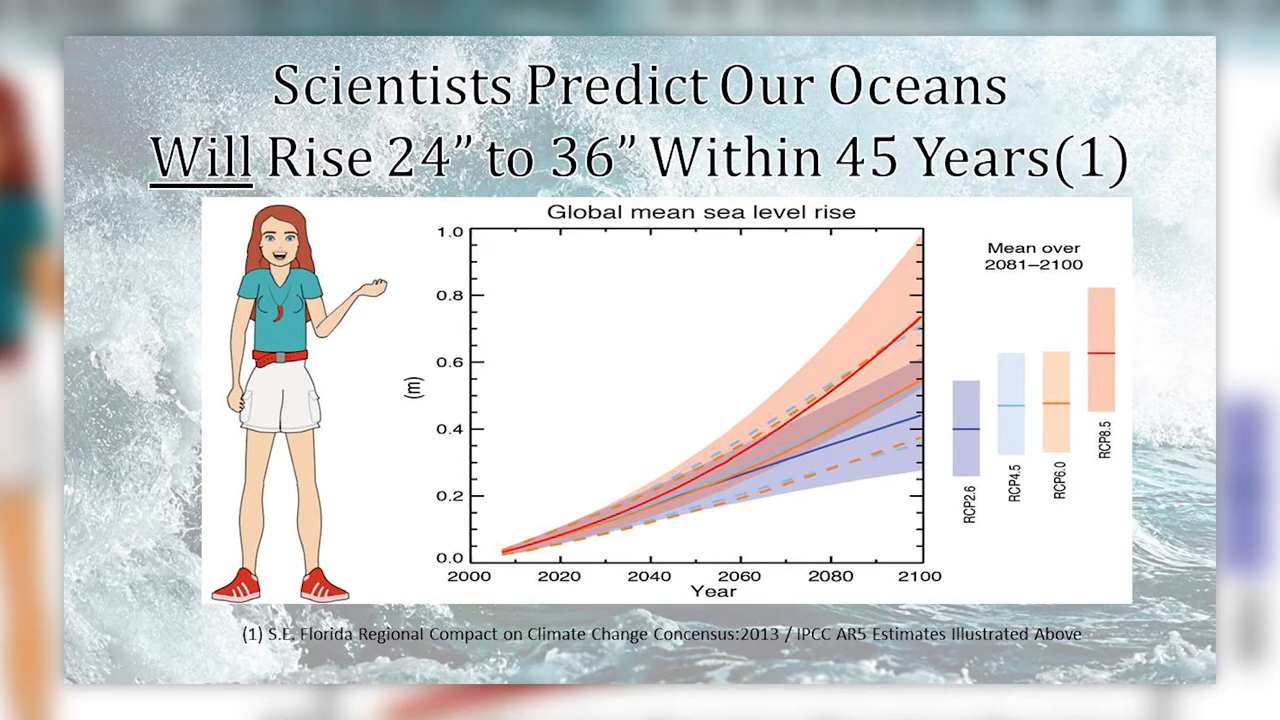 Scientists Predict Our Oceans
Will Rise 24” to 36” Within 45 Years(1)
Global mean sea level rise
1.0
0.8
0.6
0.4
0.2
0.0
(m)
2000 2020 2040 2060 2080 2100
Year
Mean over
2081–2100
RCP2.6
RCP4.5
RCP6.0
RCP8.5
(1) S.E. Florida Regional Compact on Climate Change Concensus:2013 / IPCC AR5 Estimates Illustrated Above